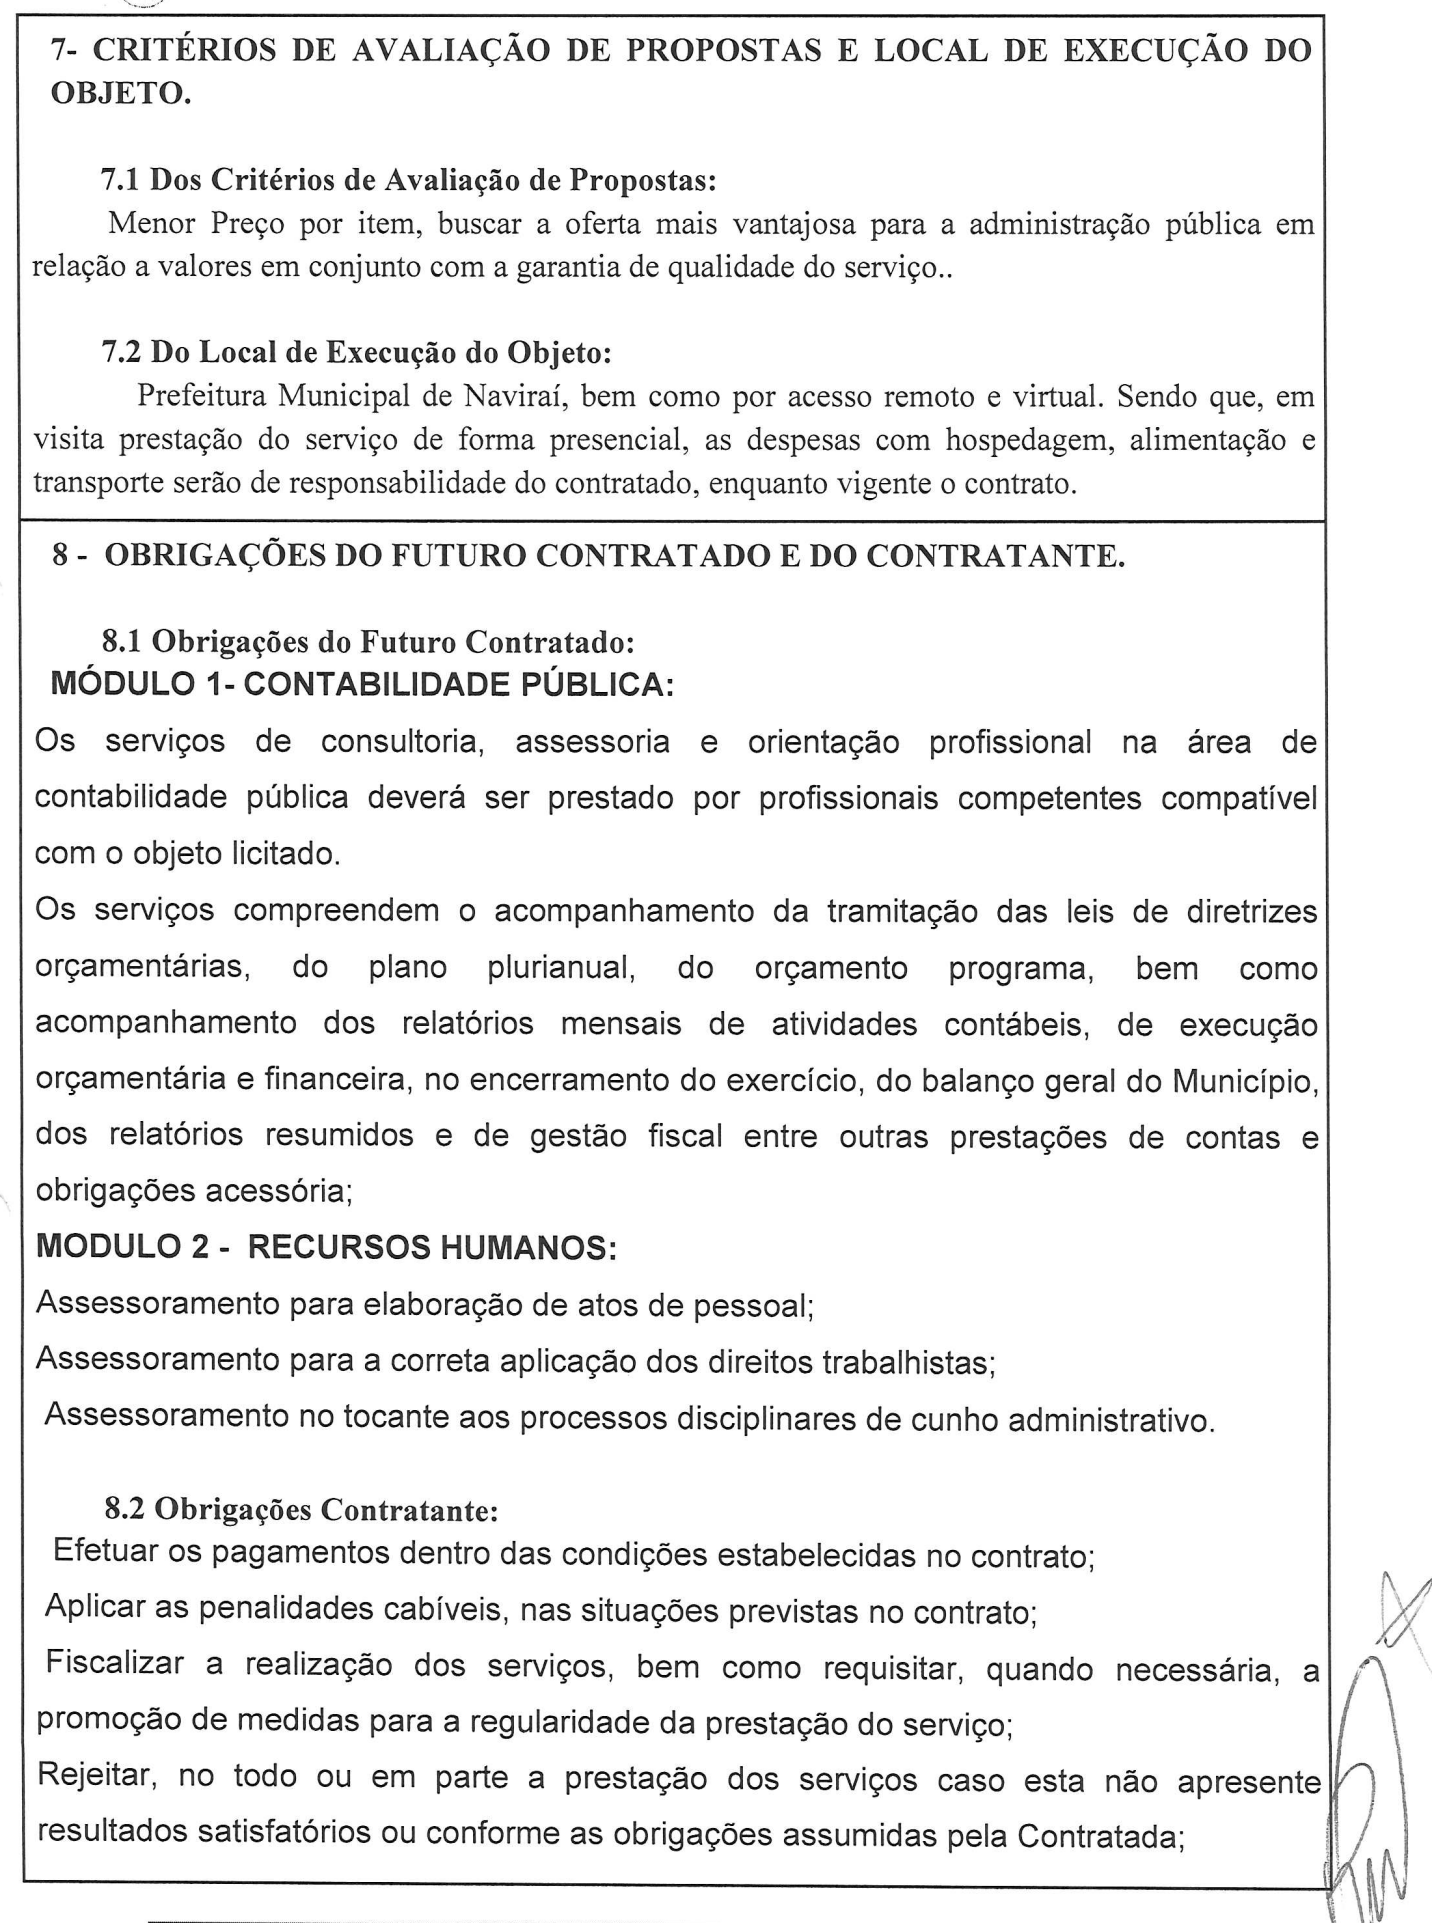 7- CRITÉRIOS DE AVALIAÇÃO DE PROPOSTAS E LOCAL DE EXECUÇÃO DO
OBJETO.
7.1 Dos Critérios de Avaliação de Propostas:
Menor Preço por item, buscar a oferta mais vantajosa para a administração pública em
relação a valores em conjunto com a garantia de qualidade do serviço..
7.2 Do Local de Execução do Objeto:
Prefeitura Municipal de Naviraí, bem como por acesso remoto e virtual. Sendo que, em
visita prestação do serviço de forma presencial, as despesas com hospedagem, alimentação e
transporte serão de responsabilidade do contratado, enquanto vigente o contrato.
8 - OBRIGAÇÕES DO FUTURO CONTRATADO E DO CONTRATANTE.
8.1 Obrigações do Futuro Contratado:
MÓDULO 1- CONTABILIDADE PÚBLICA:
Os serviços de consultoria, assessoria e orientação profissional na área de
contabilidade pública deverá ser prestado por profissionais competentes compatível
com o objeto licitado.
Os serviços compreendem o acompanhamento da tramitação das leis de diretrizes
orçamentárias, do plano plurianual, do orçamento programa, bem como
acompanhamento dos relatórios mensais de atividades contábeis, de execução
orçamentária e financeira, no encerramento do exercício, do balanço geral do Município,
dos relatórios resumidos e de gestão fiscal entre outras prestações de contas e
obrigações acessória;
MODULO 2 - RECURSOS HUMANOS:
Assessoramento para elaboração de atos de pessoal;
Assessoramento para a correta aplicação dos direitos trabalhistas;
Assessoramento no tocante aos processos disciplinares de cunho administrativo.
8.2 Obrigações Contratante:
Efetuar os pagamentos dentro das condições estabelecidas no contrato;
Aplicar as penalidades cabíveis, nas situações previstas no contrato;
Fiscalizar a realização dos serviços, bem como requisitar, quando necessária, a
promoção de medidas para a regularidade da prestação do serviço;
Rejeitar, no todo ou em parte a prestação dos serviços caso esta não apresente
resultados satisfatórios ou conforme as obrigações assumidas pela Contratada;